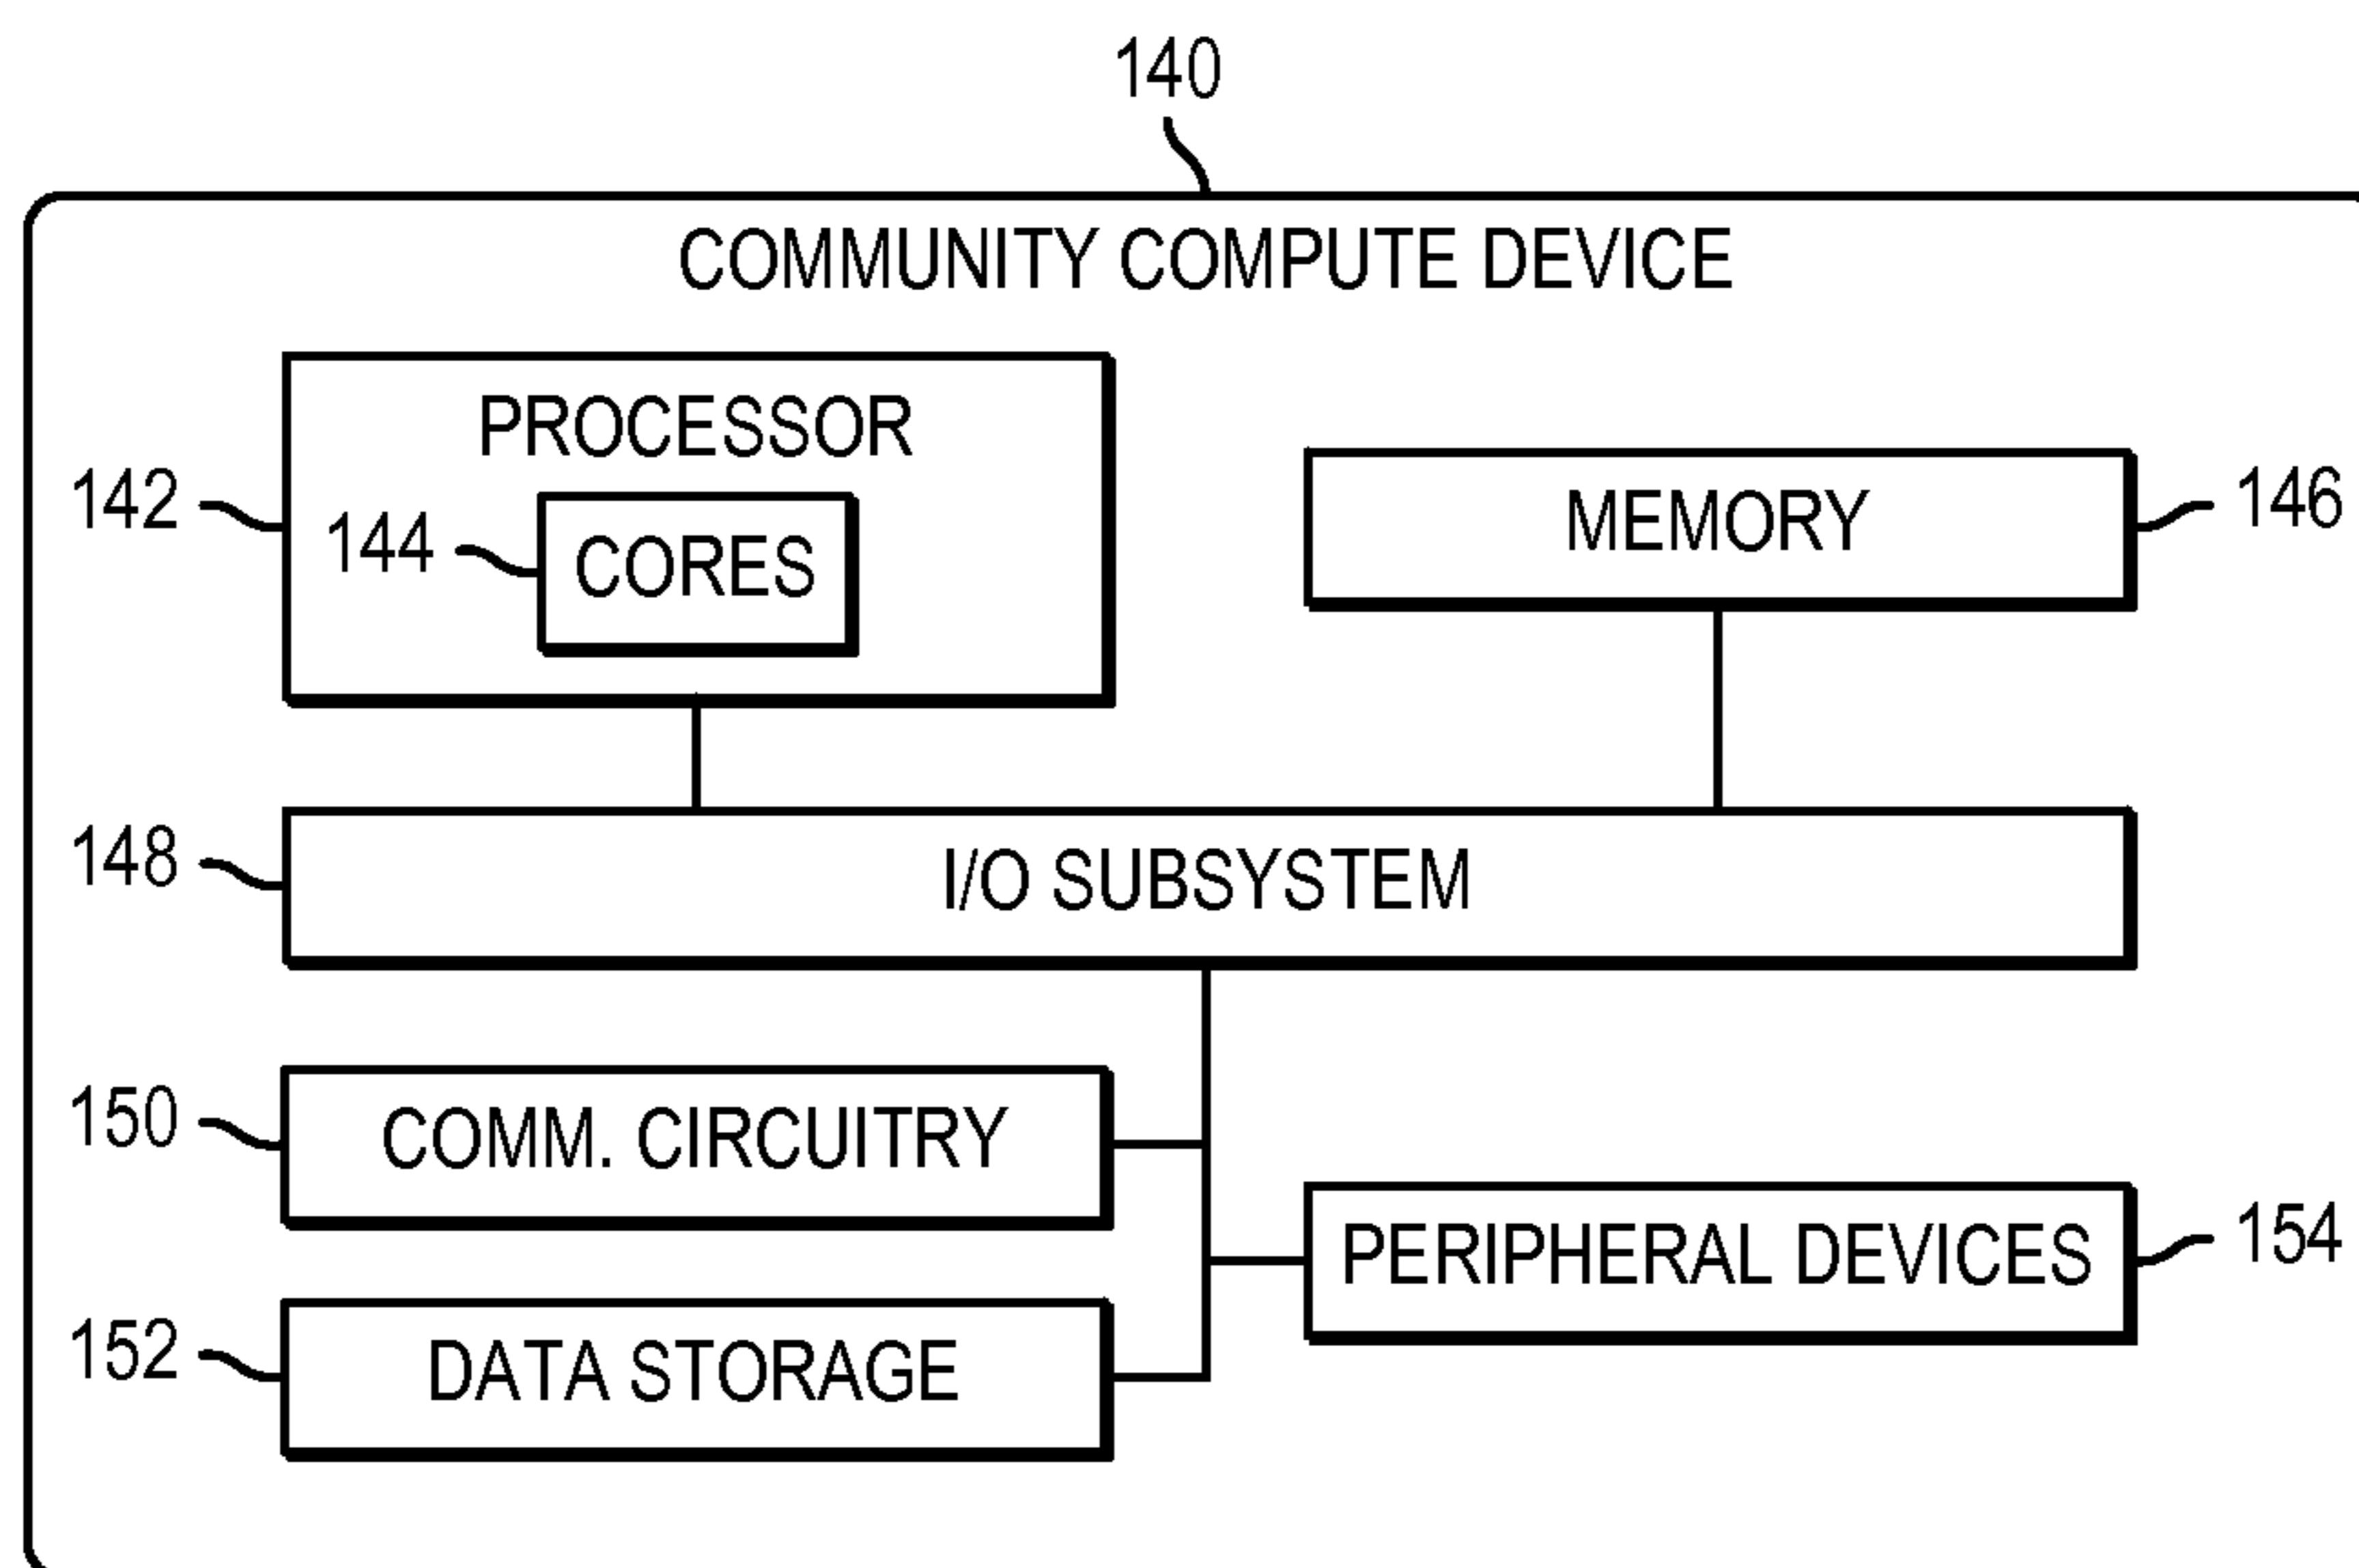 140
COMMUNITY COMPUTE DEVICE
PROCESSOR
142
144
CORES
MEMORY
146
148
I/O SUBSYSTEM
150
COMM. CIRCUITRY
PERIPHERAL DEVICES
154
152
DATA STORAGE